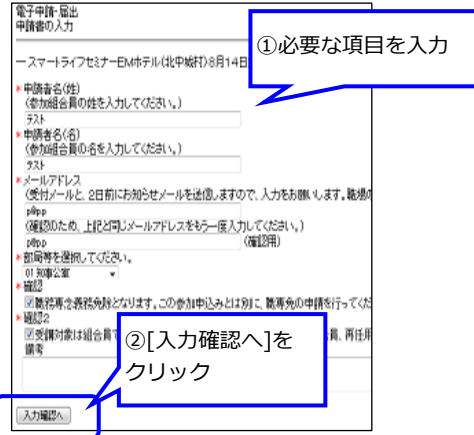 電子申請・届出
申請書の入力
①必要な項目を入力
ースマートライフセミナーEMホテル(北中城村)8月14日
* 申請者名(姓)
(参加組合員の姓を入力してください。)
テスト
* 申請者名(名)
(参加組合員の名を入力してください。)
テスト
* メールアドレス
(受付メールと、2日前にお知らせメールを送信しますので、入力をお願いします。職場の
p@pp
(確認のため、上記と同じメールアドレスをもう一度入力してください。)
p@pp (確認用)
* 部局等を選択してください。
01 知事公室
* 確認
職務専念義務免除となります。この参加申込みとは別に、職専免の申請を行ってくだ
* 確認2
受講対象は組合員で 員、再任用
備考
②[入力確認へ]を
クリック
入力確認へ